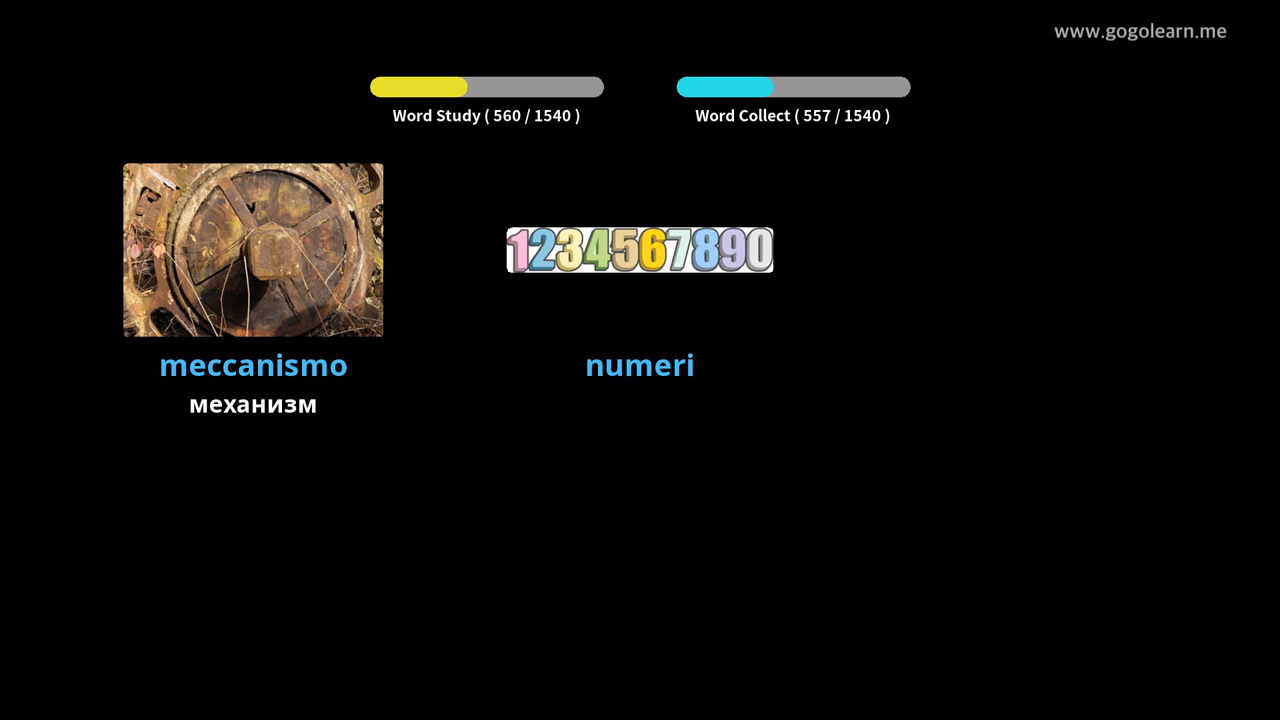 www.gogolearn.me
Word Study ( 560 / 1540 )
Word Collect ( 557 / 1540 )
1234567890
meccanismo
механизм
numeri